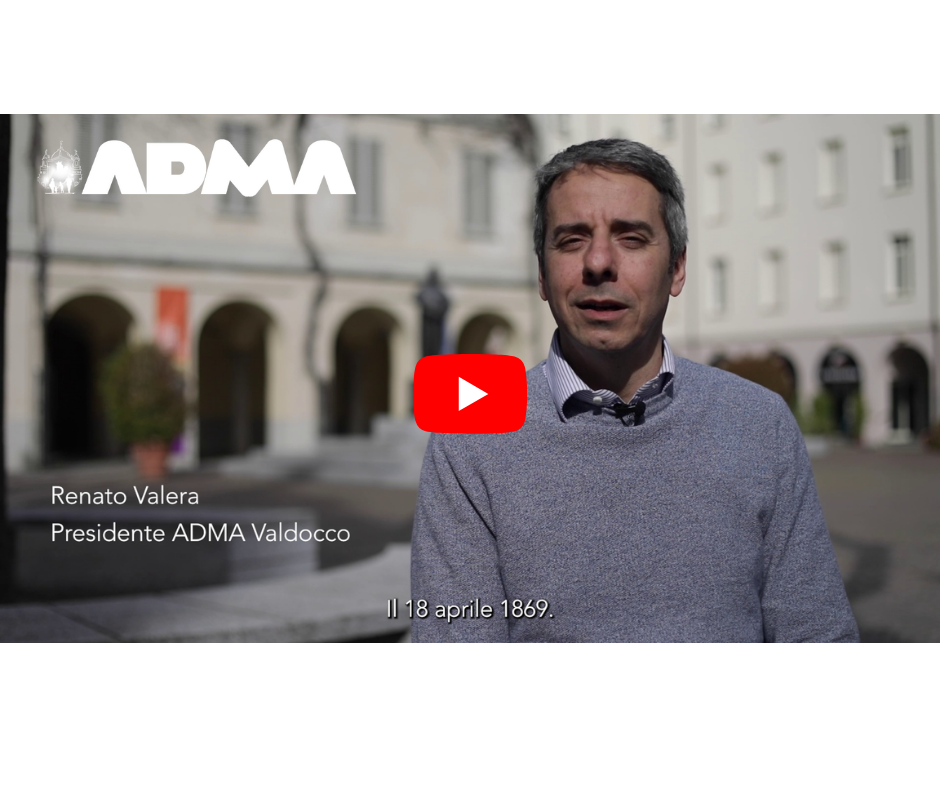 ADMA
Renato Valera
Presidente ADMA Valdocco
Il 18 aprile 1869.